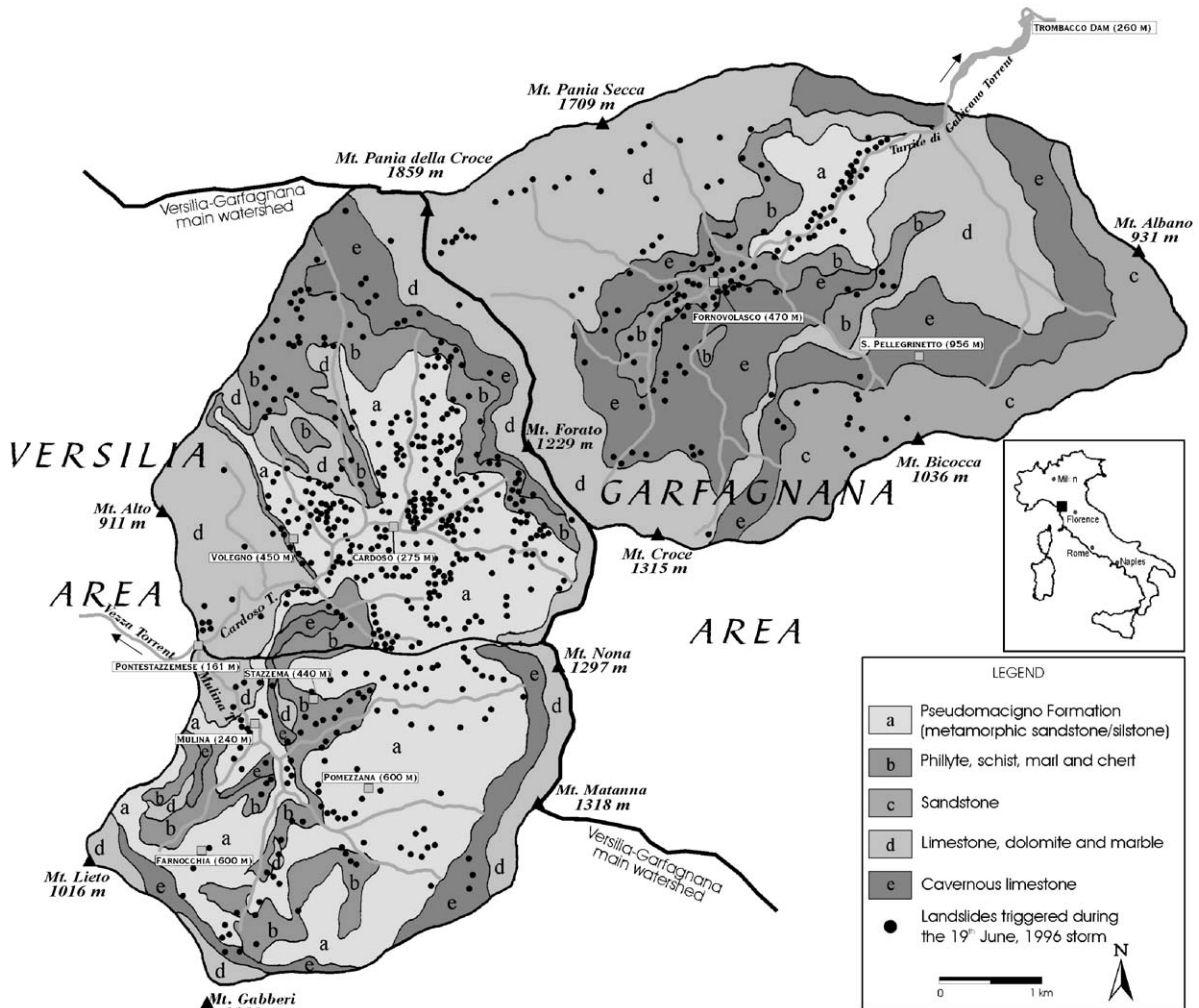 TROMBACCO DAM (260 M)
Turrite di Gallicano Torrent
Mt. Pania Secca
1709 m
Mt. Pania della Croce
1859 m
Versilia-Garfagnana
main watershed
Mt. Albano
931 m
a
b
d
e
d
e
c
b
e
b
e
b
e
FORNOVOLASCO (470 M)
S. PELLEGRINETTO (956 M)
b
b
e
c
c
d
e
Mt. Forato
1229 m
Mt. Bicocca
1036 m
Mt. Croce
1315 m
GARFAGNANA
AREA
VERSILIA
AREA
e
d
b
d
a
b
e
b
d
d
b
d
b
a
b
Mt. Alto
911 m
d
VOLEGNO (450 M)
CARDOSO (275 M)
a
Cardoso T.
Vezza Torrent
e
b
PONTESTAZZEMESE (161 M)
STAZZEMA (440 M)
Mulina T.
Mt. Nona
1297 m
e
d
d
b
d
e
a
a
MULINA (240 M)
e
e
POMEZZANA (600 M)
b
d
b
b
a
a
Mt. Matanna
1318 m
Versilia-Garfagnana
main watershed
FARNOCCHIA (600 M)
d
d
b
e
d
Mt. Lieto
1016 m
e
b
a
e
d
Mt. Gabberi
Milan
Florence
Rome
Naples
LEGEND
a Pseudomacigno Formation
(metamorphic sandstone/silstone)
b Phillyte, schist, marl and chert
c Sandstone
d Limestone, dolomite and marble
e Cavernous limestone
Landslides triggered during
the 19th June, 1996 storm
N
0 1 km